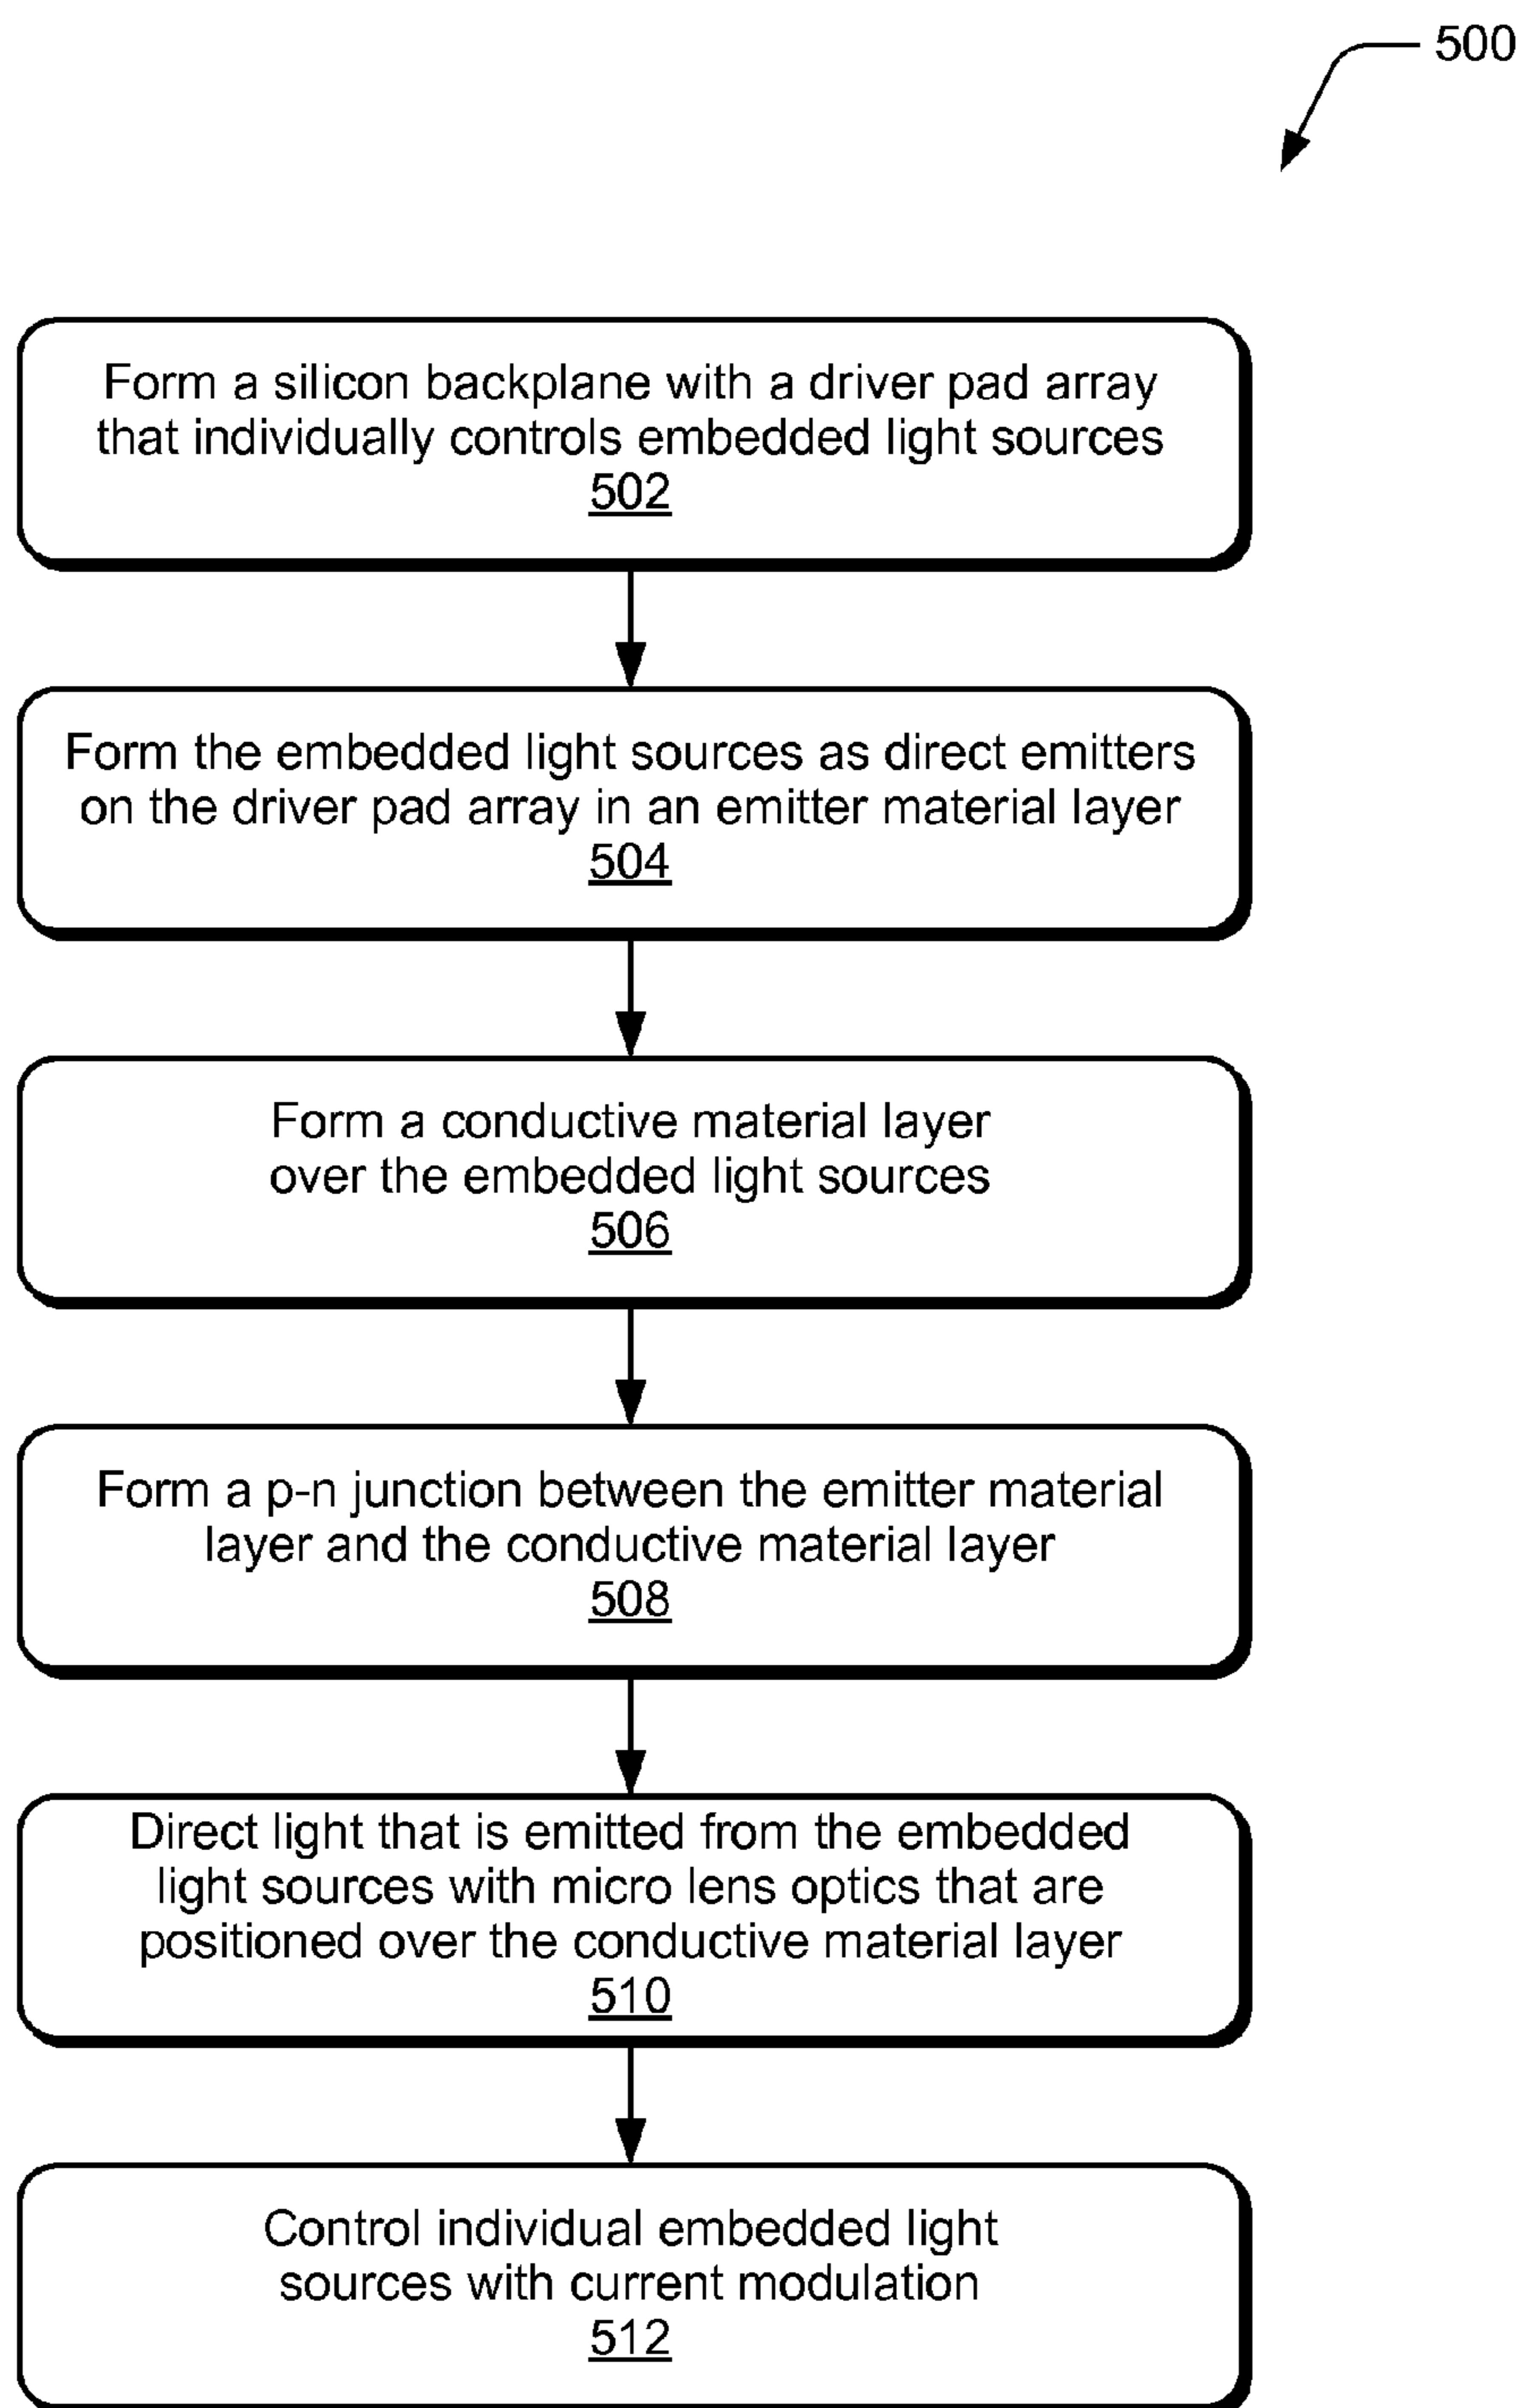 500
Form a silicon backplane with a driver pad array
that individually controls embedded light sources
502
Form the embedded light sources as direct emitters
on the driver pad array in an emitter material layer
504
Form a conductive material layer
over the embedded light sources
506
Form a p-n junction between the emitter material
layer and the conductive material layer
508
Direct light that is emitted from the embedded
light sources with micro lens optics that are
positioned over the conductive material layer
510
Control individual embedded light
sources with current modulation
512